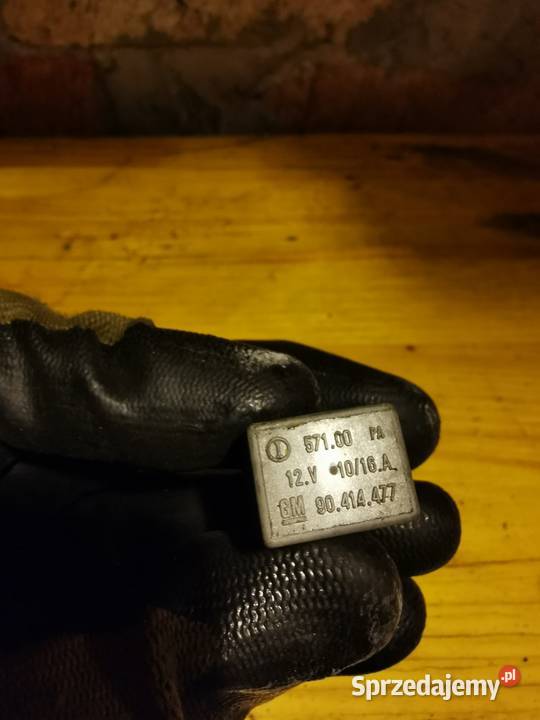 571.00 PA
12.V 10/16.A
GM 90.414.477
Sprzedajemy.pl